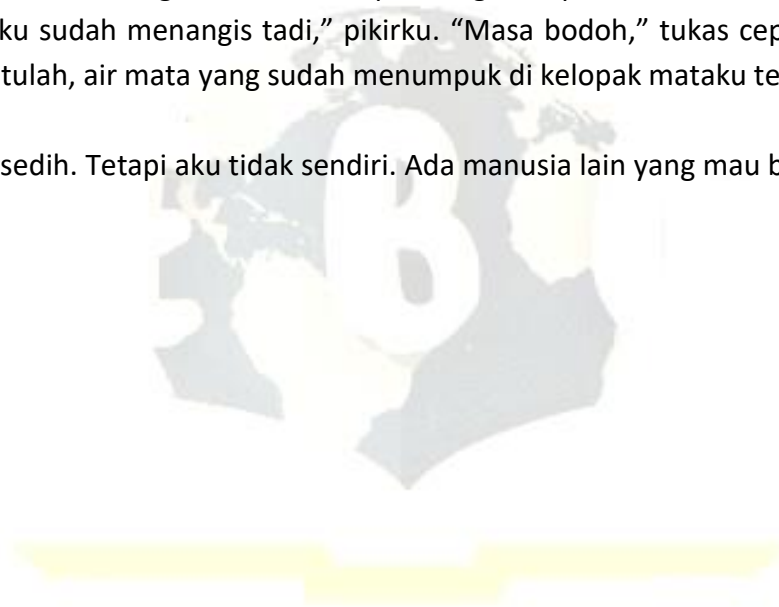 ku sudah menangis tadi,” pikirku. “Masa bodoh,” tukas cep
tulah, air mata yang sudah menumpuk di kelopak mataku te
sedih. Tetapi aku tidak sendiri. Ada manusia lain yang mau b
B